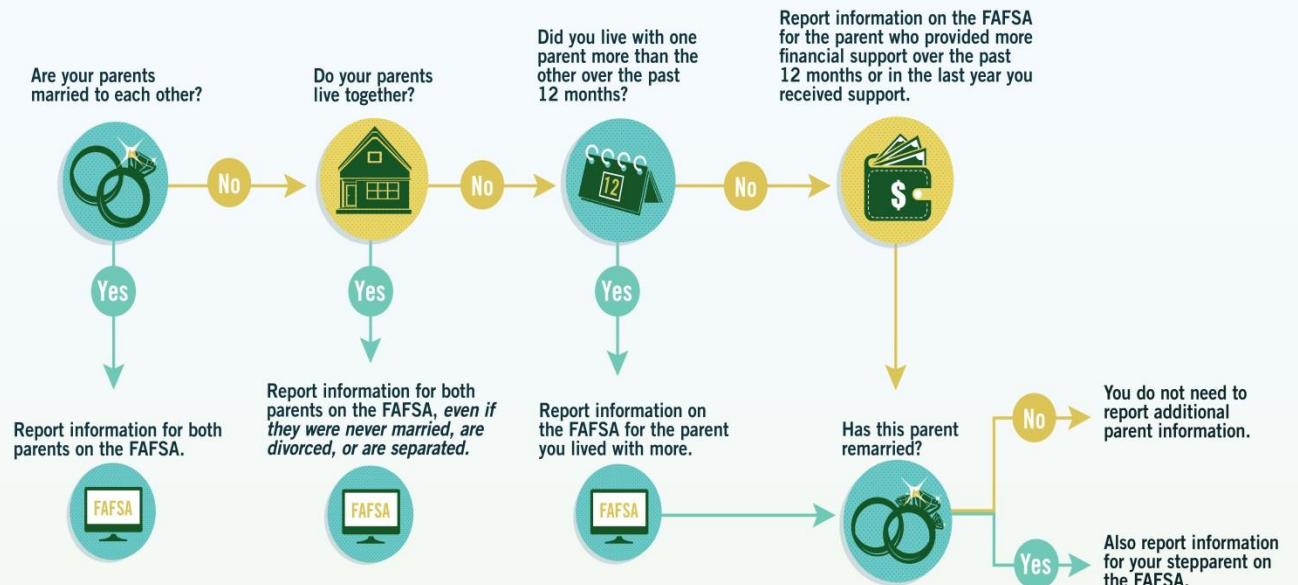 Are your parents
married to each other?
No
Yes
Report information for both
parents on the FAFSA.
FAFSA
Do your parents
live together?
No
Yes
Report information for both
parents on the FAFSA, even if
they were never married, are
divorced, or are separated.
FAFSA
Did you live with one
parent more than the
other over the past
12 months?
12
No
Yes
Report information on
the FAFSA for the parent
you lived with more.
FAFSA
Report information on the FAFSA
for the parent who provided more
financial support over the past
12 months or in the last year you
received support.
$
Has this parent
remarried?
No
You do not need to
report additional
parent information.
Yes
Also report information
for your stepparent on
the FAFSA.